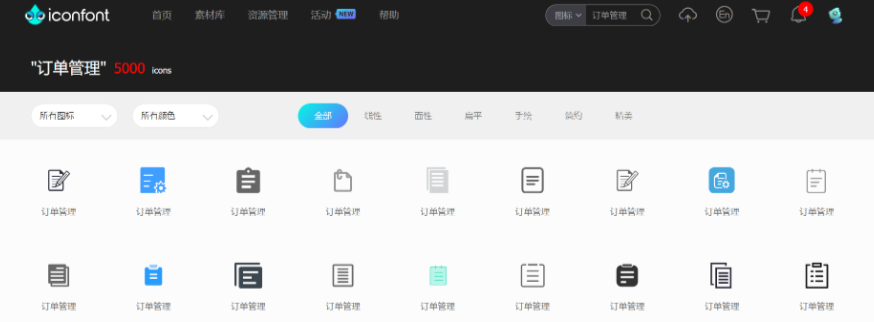 iconfont 首页 素材库 资源管理 活动 NEW 帮助 图标 订单管理 En 4
"订单管理" 5000 icons
所有图标 所有颜色 全部 线性 面性 扁平 手绘 简约 精美
订单管理 订单管理 订单管理 订单管理 订单管理 订单管理 订单管理 订单管理 订单管理
订单管理 订单管理 订单管理 订单管理 订单管理 订单管理 订单管理 订单管理 订单管理